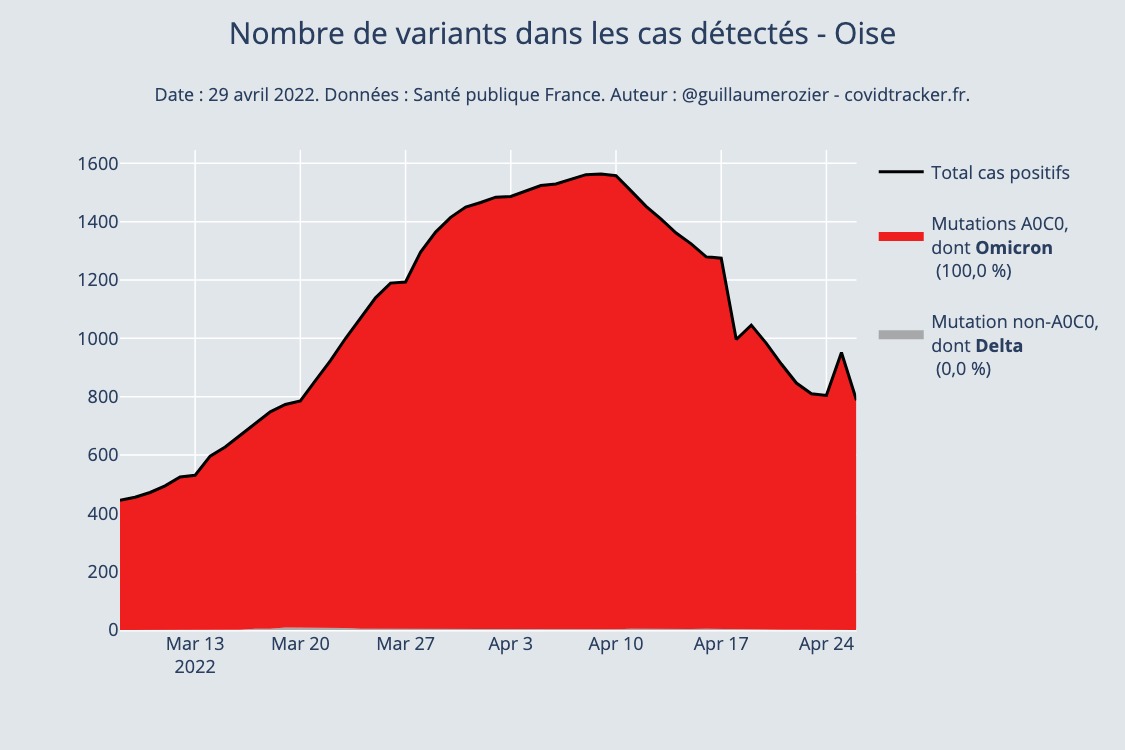 Nombre de variants dans les cas détectés - Oise
Date : 29 avril 2022. Données : Santé publique France. Auteur : @guillaumerozier - covidtracker.fr.
1600
1400
1200
1000
800
600
400
200
0
Mar 13
2022
Mar 20
Mar 27
Apr 3
Apr 10
Apr 17
Apr 24
Total cas positifs
Mutations A0C0,
dont Omicron
(100,0 %)
Mutation non-A0C0,
dont Delta
(0,0 %)